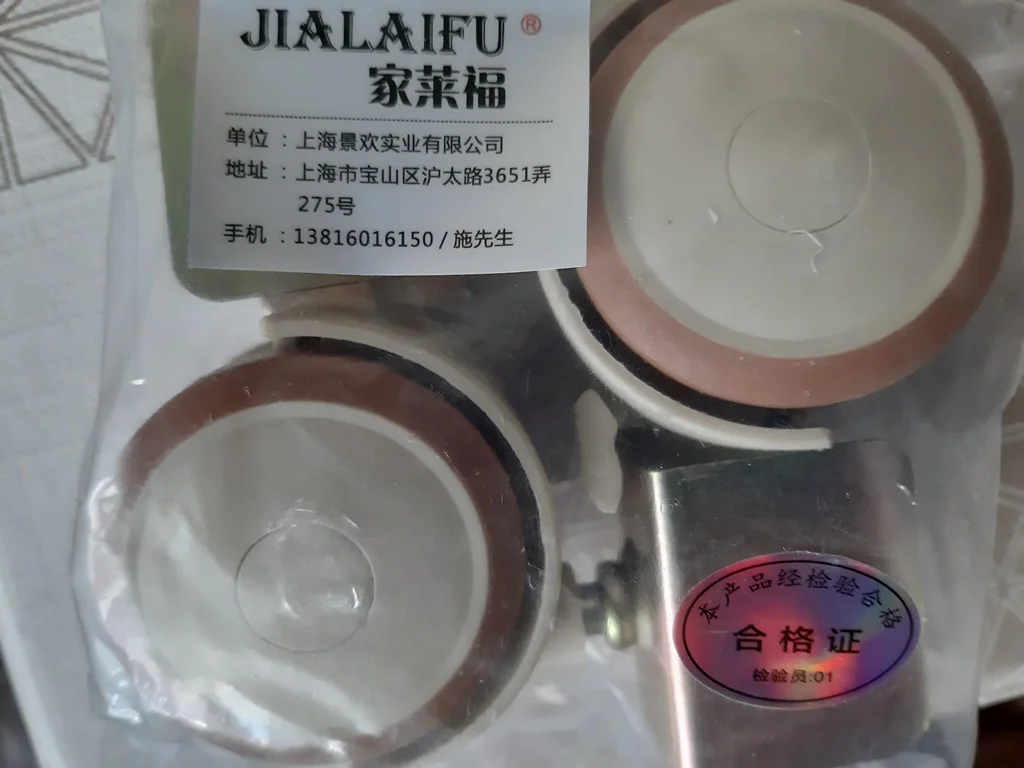 JIALAIFU®
家莱福
单位：上海景欢实业有限公司
地址：上海市宝山区沪太路3651弄
275号
手机：13816016150 / 施先生
本产品经检验合格
合格证
检验员:01